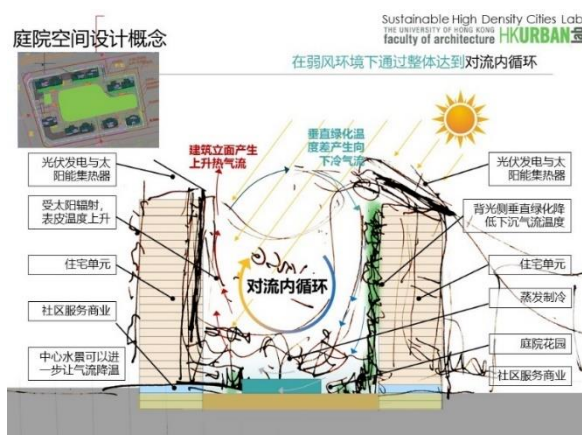 庭院空间设计概念
Sustainable High Density Cities Lab
THE UNIVERSITY OF HONG KONG
faculty of architecture HKURBANlab
在弱风环境下通过整体达到对流内循环
建筑立面产生
上升热气流
垂直绿化温
度差产生向
下冷气流
光伏发电与太
阳能集热器
受太阳辐射，
表皮温度上升
住宅单元
社区服务商业
中心水景可以进
一步让气流降温
对流内循环
光伏发电与太
阳能集热器
背光侧垂直绿化降
低下沉气流温度
住宅单元
蒸发制冷
庭院花园
社区服务商业